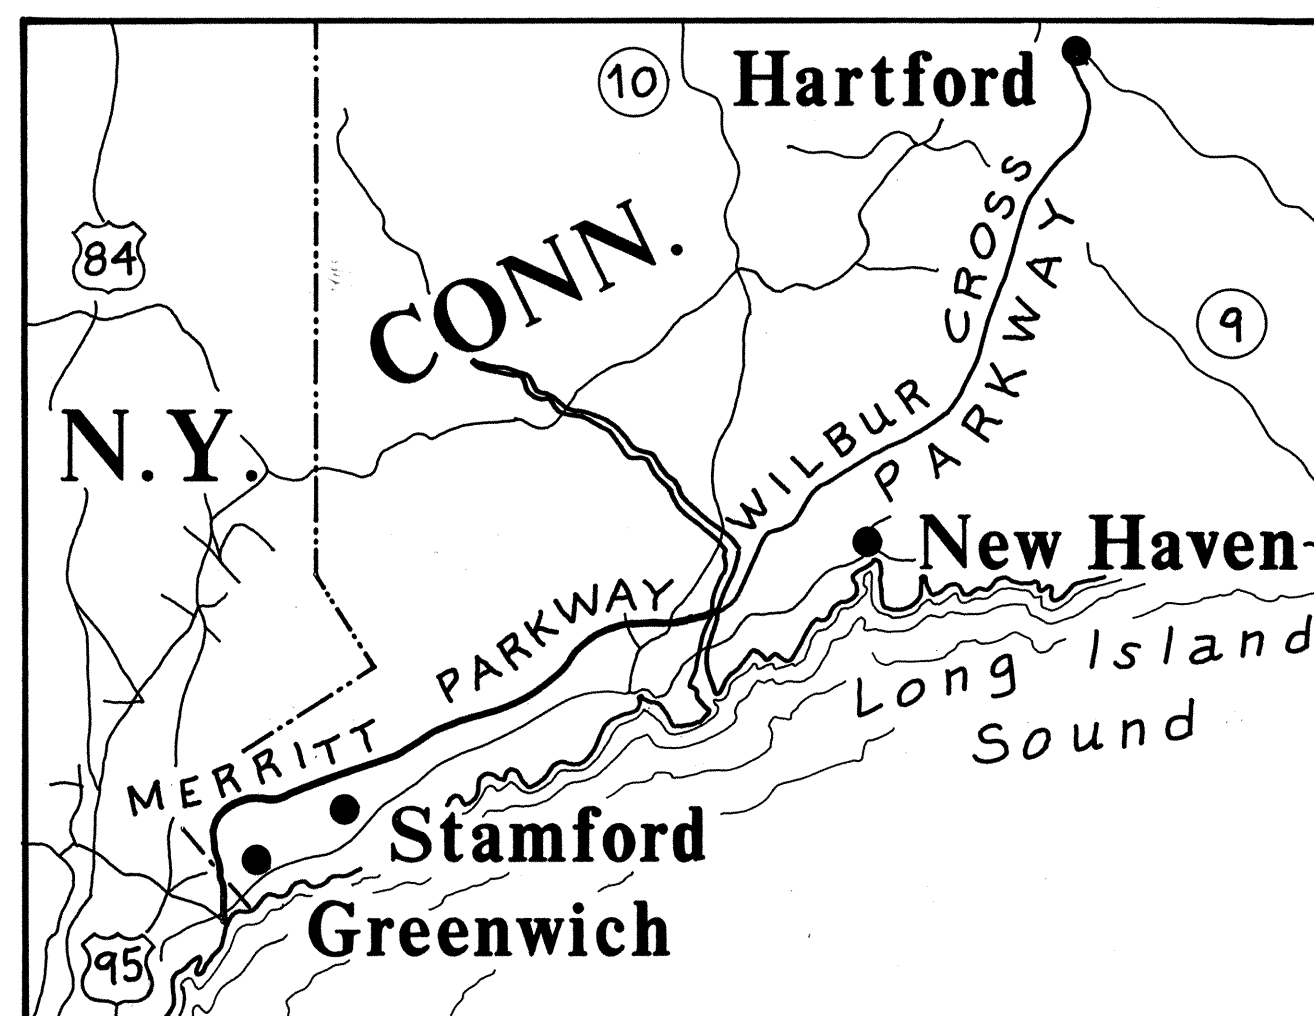 10
Hartford
84
CONN.
WILBUR CROSS
PARKWAY
9
N.Y.
New Haven
MERRITT PARKWAY
Long Island
Sound
Stamford
Greenwich
95